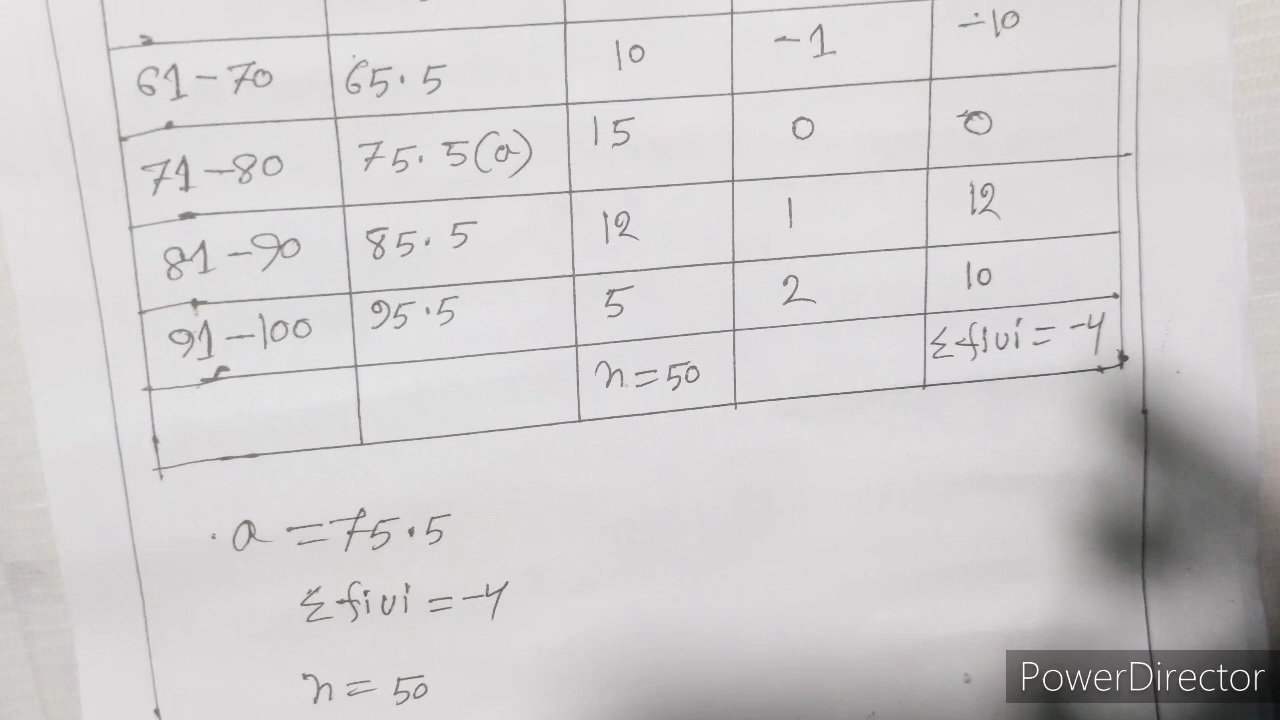 61-70 65.5 10 -1 -10
71-80 75.5(a) 15 0 0
81-90 85.5 12 1 12
91-100 95.5 5 2 10
n=50 Σfiui=-4
a=75.5
Σfiui=-4
n=50
PowerDirector